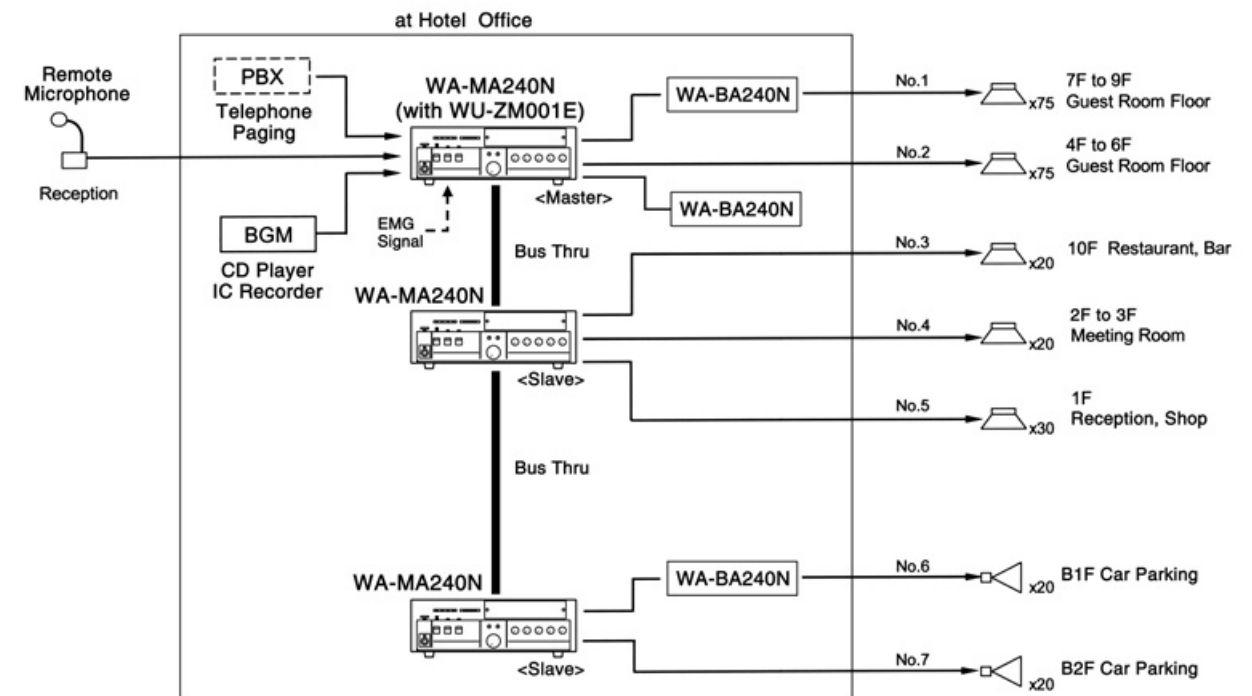 at Hotel Office
Remote
Microphone
Reception
PBX
Telephone
Paging
BGM
CD Player
IC Recorder
EMG
Signal
WA-MA240N
(with WU-ZM001E)
<Master>
WA-BA240N
WA-BA240N
No.1
x75
7F to 9F
Guest Room Floor
No.2
x75
4F to 6F
Guest Room Floor
Bus Thru
WA-MA240N
<Slave>
No.3
x20
10F Restaurant, Bar
No.4
x20
2F to 3F
Meeting Room
No.5
x30
1F
Reception, Shop
Bus Thru
WA-MA240N
<Slave>
WA-BA240N
No.6
x20
B1F Car Parking
No.7
x20
B2F Car Parking